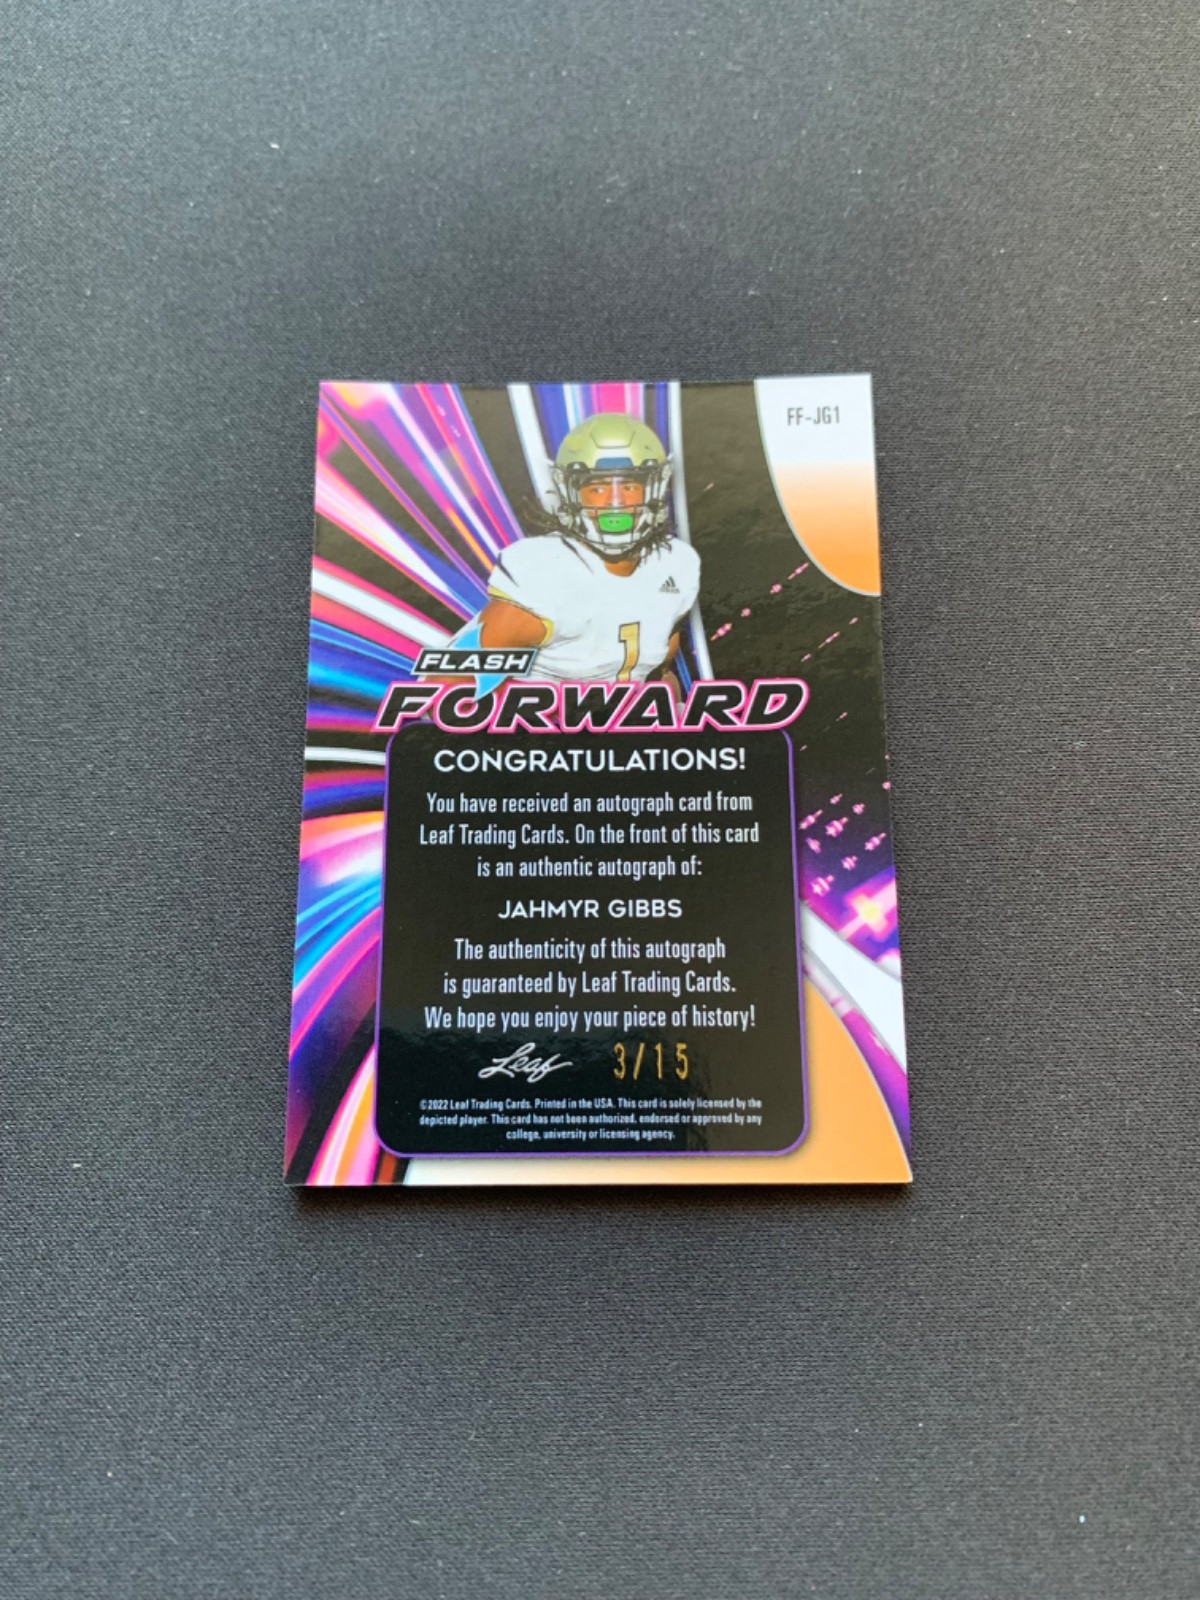 FF-JG1
1
FLASH
FORWARD
CONGRATULATIONS!
You have received an autograph card from
Leaf Trading Cards. On the front of this card
is an authentic autograph of:
JAHMYR GIBBS
The authenticity of this autograph
is guaranteed by Leaf Trading Cards.
We hope you enjoy your piece of history!
Leaf 3/15
©2022 Leaf Trading Cards. Printed in the USA. This card is solely licensed by the
depicted player. This card has not been authorized, endorsed or approved by any
college, university or licensing agency.